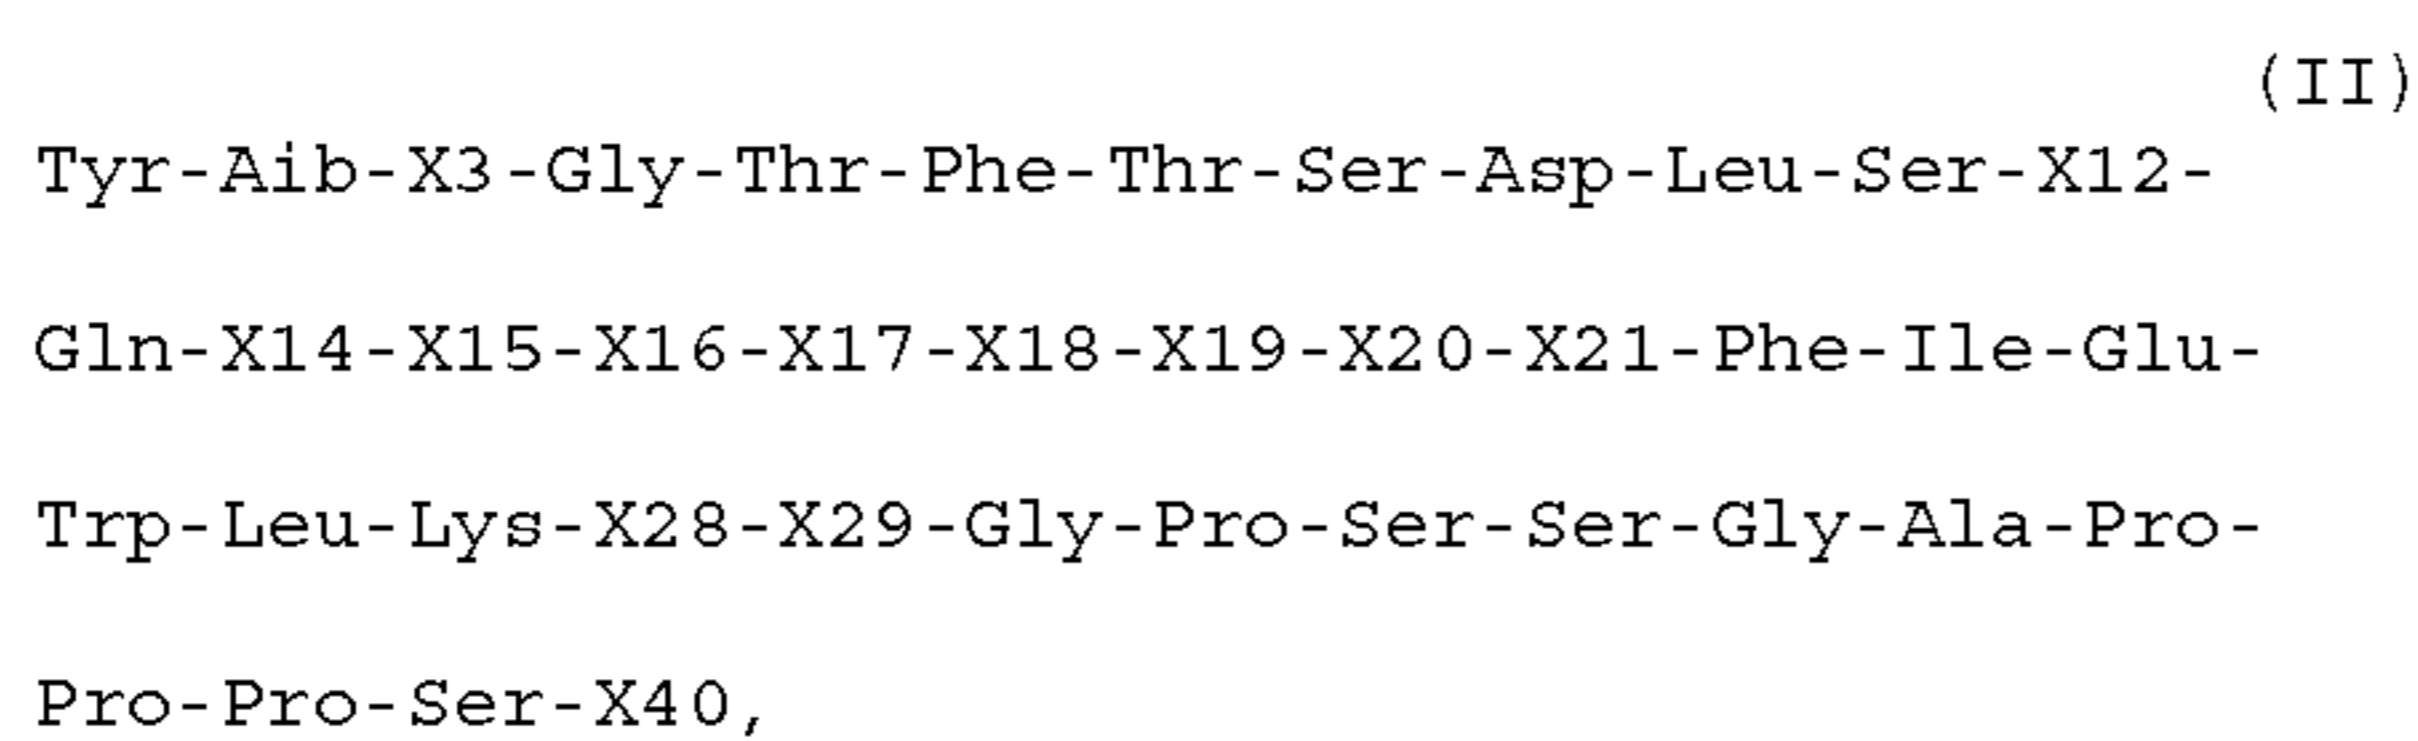 (II)
Tyr-Aib-X3-Gly-Thr-Phe-Thr-Ser-Asp-Leu-Ser-X12-
Gln-X14-X15-X16-X17-X18-X19-X20-X21-Phe-Ile-Glu-
Trp-Leu-Lys-X28-X29-Gly-Pro-Ser-Ser-Gly-Ala-Pro-
Pro-Pro-Ser-X40,